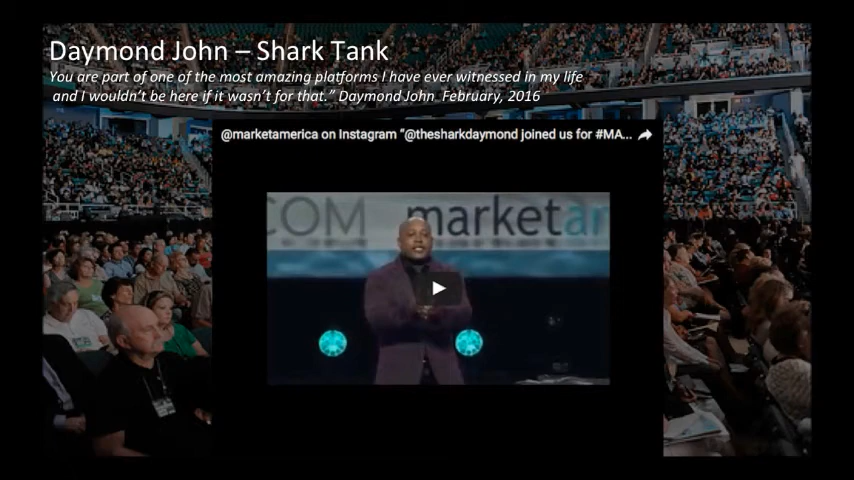 Daymond John – Shark Tank
You are part of one of the most amazing platforms I have ever witnessed in my life
and I wouldn't be here if it wasn't for that.” Daymond John February, 2016
@marketamerica on Instagram “@thesharkdaymond joined us for #MA...
COM marketam